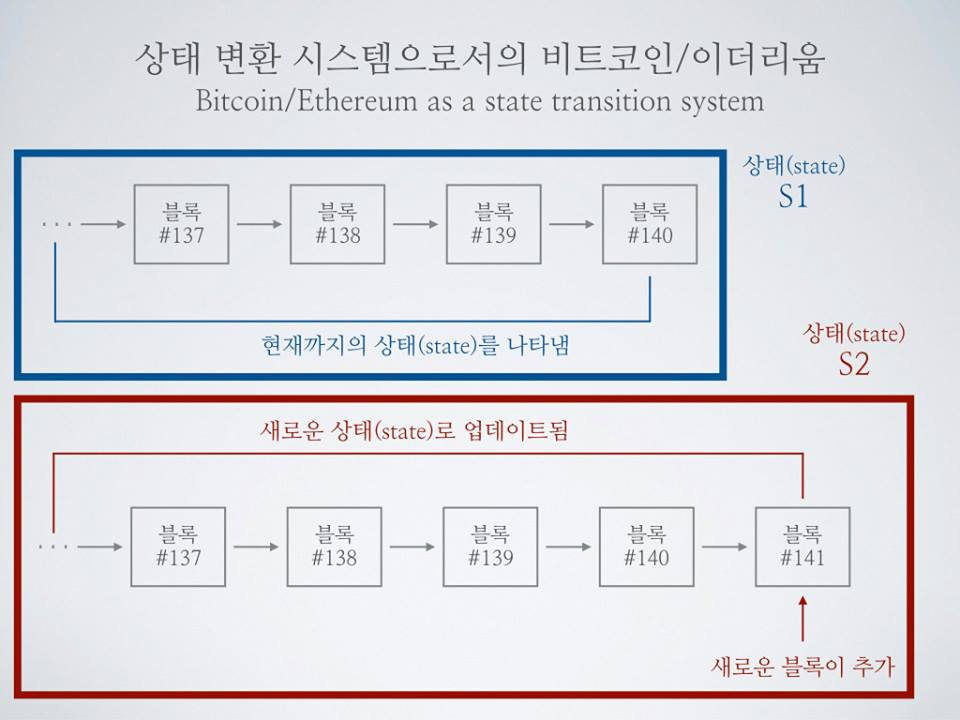 상태 변환 시스템으로서의 비트코인/이더리움
Bitcoin/Ethereum as a state transition system
상태(state)
S1
· · ·
블록
#137
블록
#138
블록
#139
블록
#140
현재까지의 상태(state)를 나타냄
상태(state)
S2
새로운 상태(state)로 업데이트됨
· · ·
블록
#137
블록
#138
블록
#139
블록
#140
블록
#141
새로운 블록이 추가